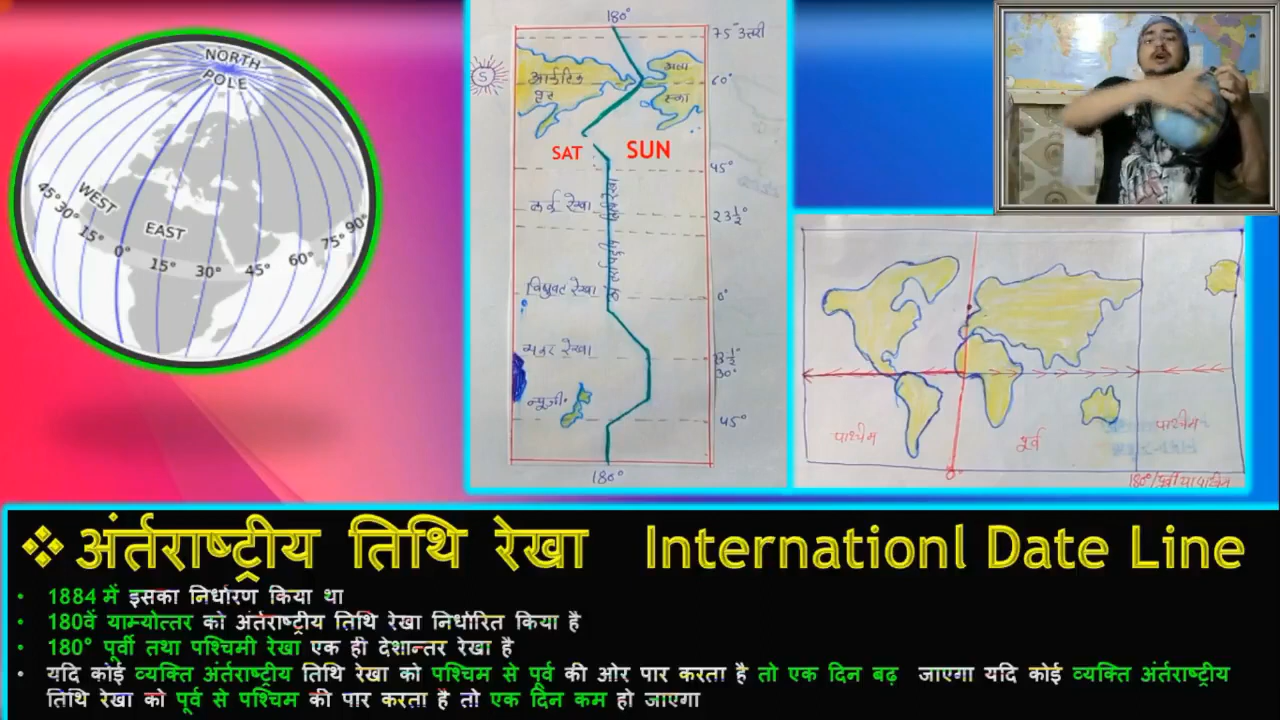 NORTH
POLE
WEST
EAST
45°
30°
15°
0°
15°
30°
45°
60°
75°
90°
180°
75° उत्तरी
S
60°
SAT
SUN
45°
कर्क रेखा
23 1/2°
विषुवत रेखा
0°
मकर रेखा
30°
न्यूजी.
45°
180°
पश्चिम
पूर्व
पश्चिम
0°
❖ अंर्तराष्ट्रीय तिथि रेखा Internationl Date Line
• 1884 में इसका निर्धारण किया था
• 180वें याम्योत्तर को अंर्तराष्ट्रीय तिथि रेखा निर्धारित किया है
• 180° पूर्वी तथा पश्चिमी रेखा एक ही देशान्तर रेखा है
• यदि कोई व्यक्ति अंर्तराष्ट्रीय तिथि रेखा को पश्चिम से पूर्व की ओर पार करता है तो एक दिन बढ़ जाएगा यदि कोई व्यक्ति अंर्तराष्ट्रीय
तिथि रेखा को पूर्व से पश्चिम की पार करता है तो एक दिन कम हो जाएगा